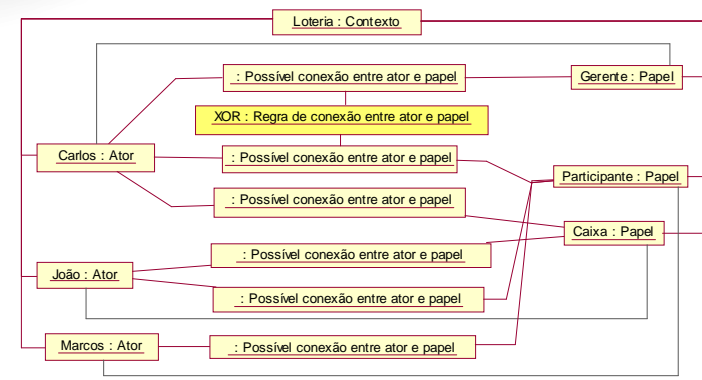 Loteria : Contexto
: Possível conexão entre ator e papel
Gerente : Papel
XOR : Regra de conexão entre ator e papel
Carlos : Ator
: Possível conexão entre ator e papel
Participante : Papel
: Possível conexão entre ator e papel
Caixa : Papel
: Possível conexão entre ator e papel
João : Ator
: Possível conexão entre ator e papel
Marcos : Ator
: Possível conexão entre ator e papel